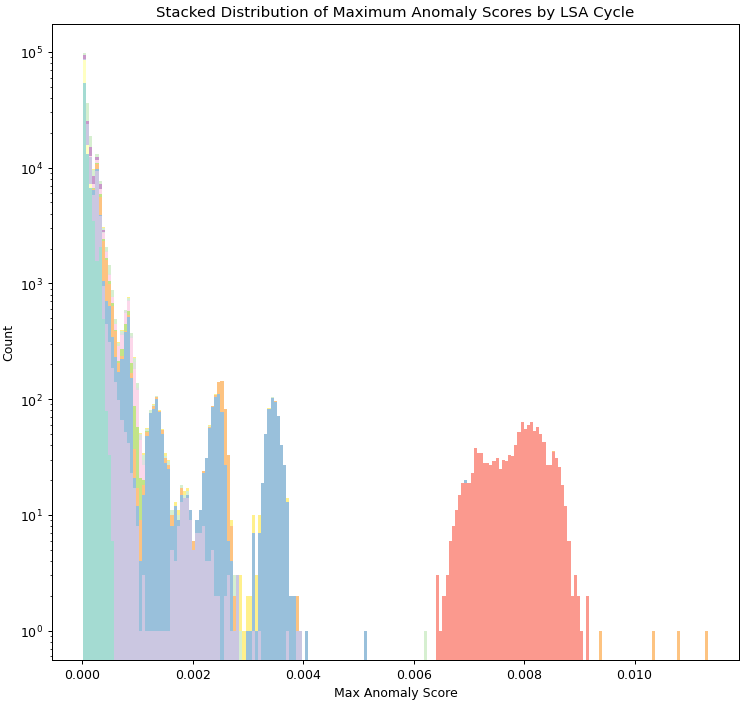 Stacked Distribution of Maximum Anomaly Scores by LSA Cycle
10^5
10^4
10^3
10^2
10^1
10^0
Count
0.000 0.002 0.004 0.006 0.008 0.010
Max Anomaly Score